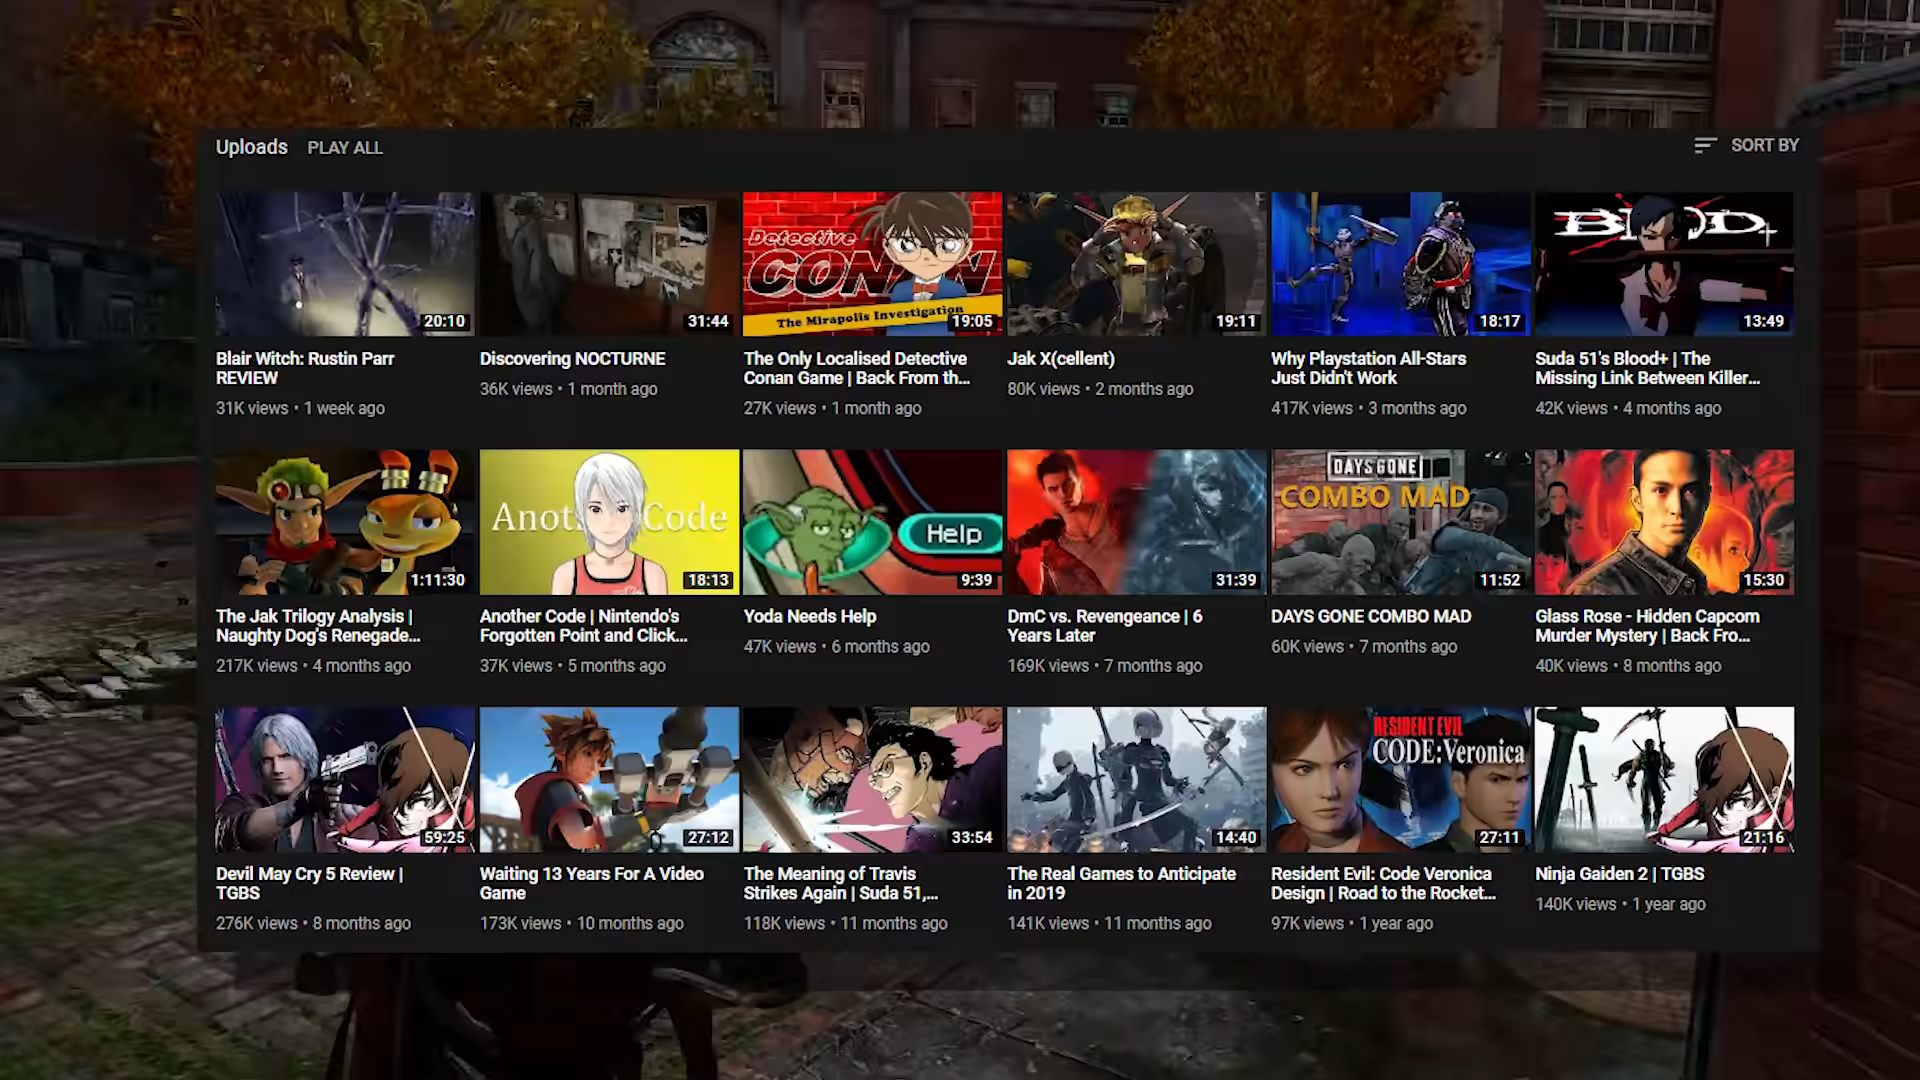 Uploads PLAY ALL SORT BY
20:10
31:44
Detective
CONAN
The Mirapolis Investigation
19:05
19:11
18:17
BLOOD+
13:49
Blair Witch: Rustin Parr
REVIEW
31K views • 1 week ago
Discovering NOCTURNE
36K views • 1 month ago
The Only Localised Detective
Conan Game | Back From th...
27K views • 1 month ago
Jak X(cellent)
80K views • 2 months ago
Why Playstation All-Stars
Just Didn't Work
417K views • 3 months ago
Suda 51's Blood+ | The
Missing Link Between Killer...
42K views • 4 months ago
1:11:30
Another Code
18:13
Help
9:39
31:39
DAYS GONE
COMBO MAD
11:52
15:30
The Jak Trilogy Analysis |
Naughty Dog's Renegade...
217K views • 4 months ago
Another Code | Nintendo's
Forgotten Point and Click...
37K views • 5 months ago
Yoda Needs Help
47K views • 6 months ago
DmC vs. Revengeance | 6
Years Later
169K views • 7 months ago
DAYS GONE COMBO MAD
60K views • 7 months ago
Glass Rose - Hidden Capcom
Murder Mystery | Back Fro...
40K views • 8 months ago
59:25
27:12
33:54
14:40
RESIDENT EVIL
CODE:Veronica
27:11
21:16
Devil May Cry 5 Review |
TGBS
276K views • 8 months ago
Waiting 13 Years For A Video
Game
173K views • 10 months ago
The Meaning of Travis
Strikes Again | Suda 51,...
118K views • 11 months ago
The Real Games to Anticipate
in 2019
141K views • 11 months ago
Resident Evil: Code Veronica
Design | Road to the Rocket...
97K views • 1 year ago
Ninja Gaiden 2 | TGBS
140K views • 1 year ago